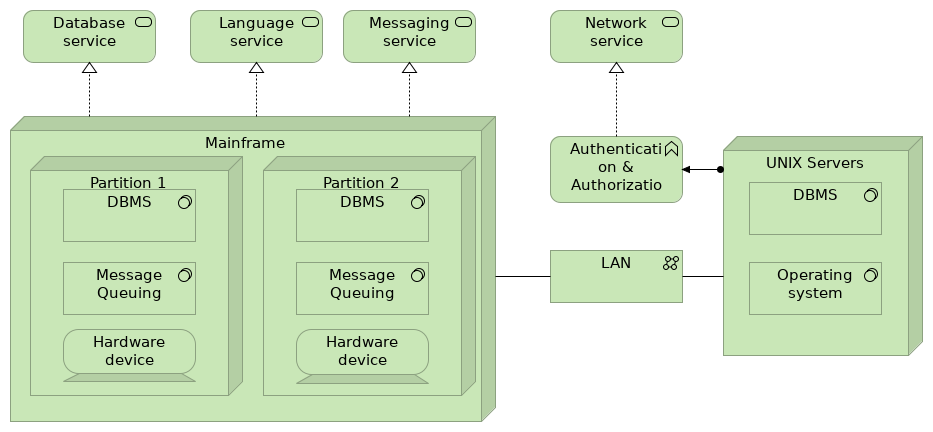 Database
service
Language
service
Messaging
service
Network
service
Mainframe
Partition 1
DBMS
Message
Queuing
Hardware
device
Partition 2
DBMS
Message
Queuing
Hardware
device
Authenticati
on &
Authorizatio
LAN
UNIX Servers
DBMS
Operating
system